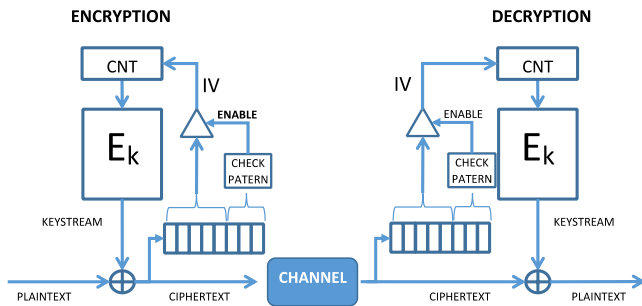 ENCRYPTION
DECRYPTION
CNT
IV
ENABLE
Ek
CHECK
PATERN
KEYSTREAM
PLAINTEXT
CIPHERTEXT
CHANNEL
CNT
IV
ENABLE
Ek
CHECK
PATERN
KEYSTREAM
CIPHERTEXT
PLAINTEXT